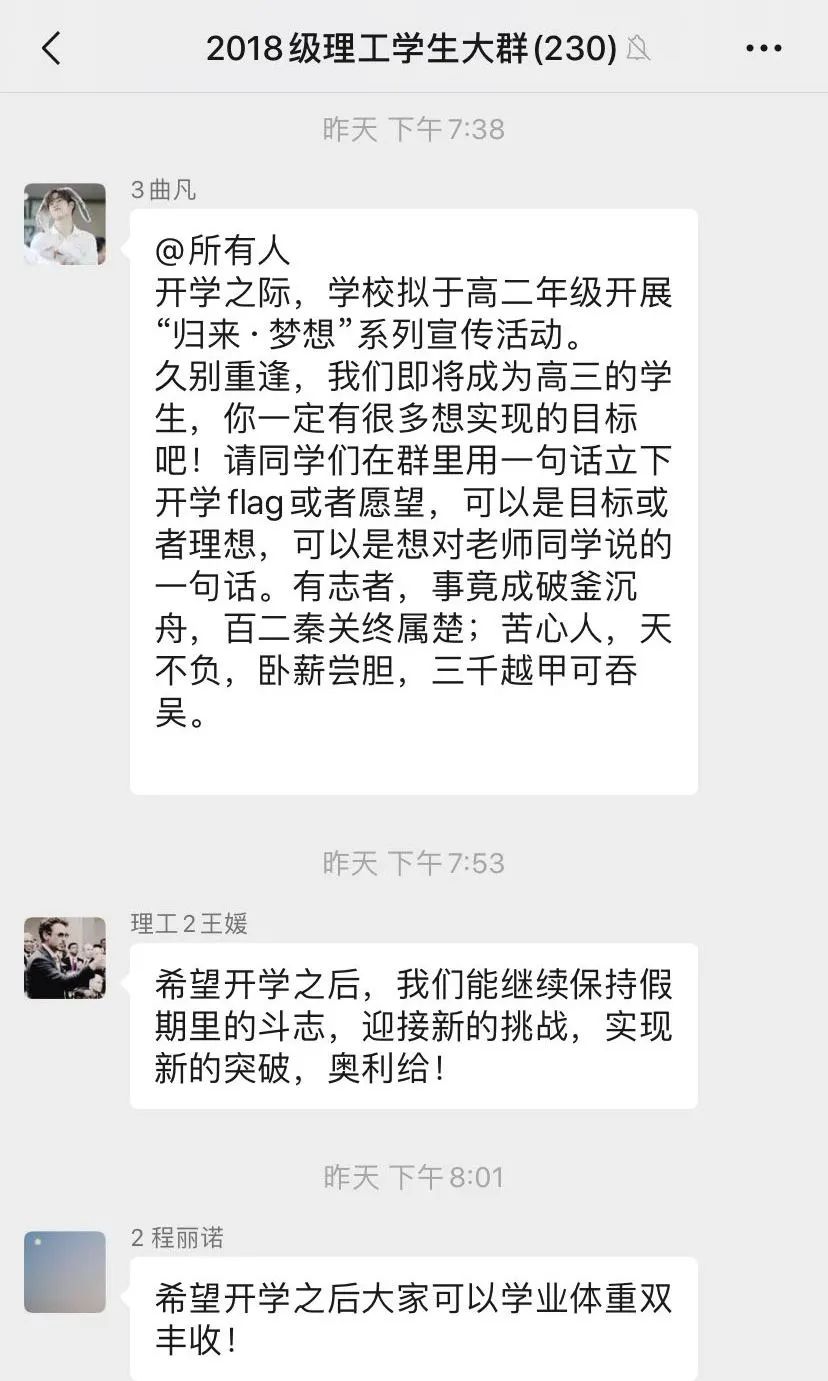 2018级理工学生大群(230)
昨天 下午7:38
3曲凡
@所有人
开学之际，学校拟于高二年级开展
“归来·梦想”系列宣传活动。
久别重逢，我们即将成为高三的学
生，你一定有很多想实现的目标
吧！请同学们在群里用一句话立下
开学flag或者愿望，可以是目标或
者理想，可以是想对老师同学说的
一句话。有志者，事竟成破釜沉
舟，百二秦关终属楚；苦心人，天
不负，卧薪尝胆，三千越甲可吞
吴。
昨天 下午7:53
理工2王媛
希望开学之后，我们能继续保持假
期里的斗志，迎接新的挑战，实现
新的突破，奥利给！
昨天 下午8:01
2 程丽诺
希望开学之后大家可以学业体重双
丰收！